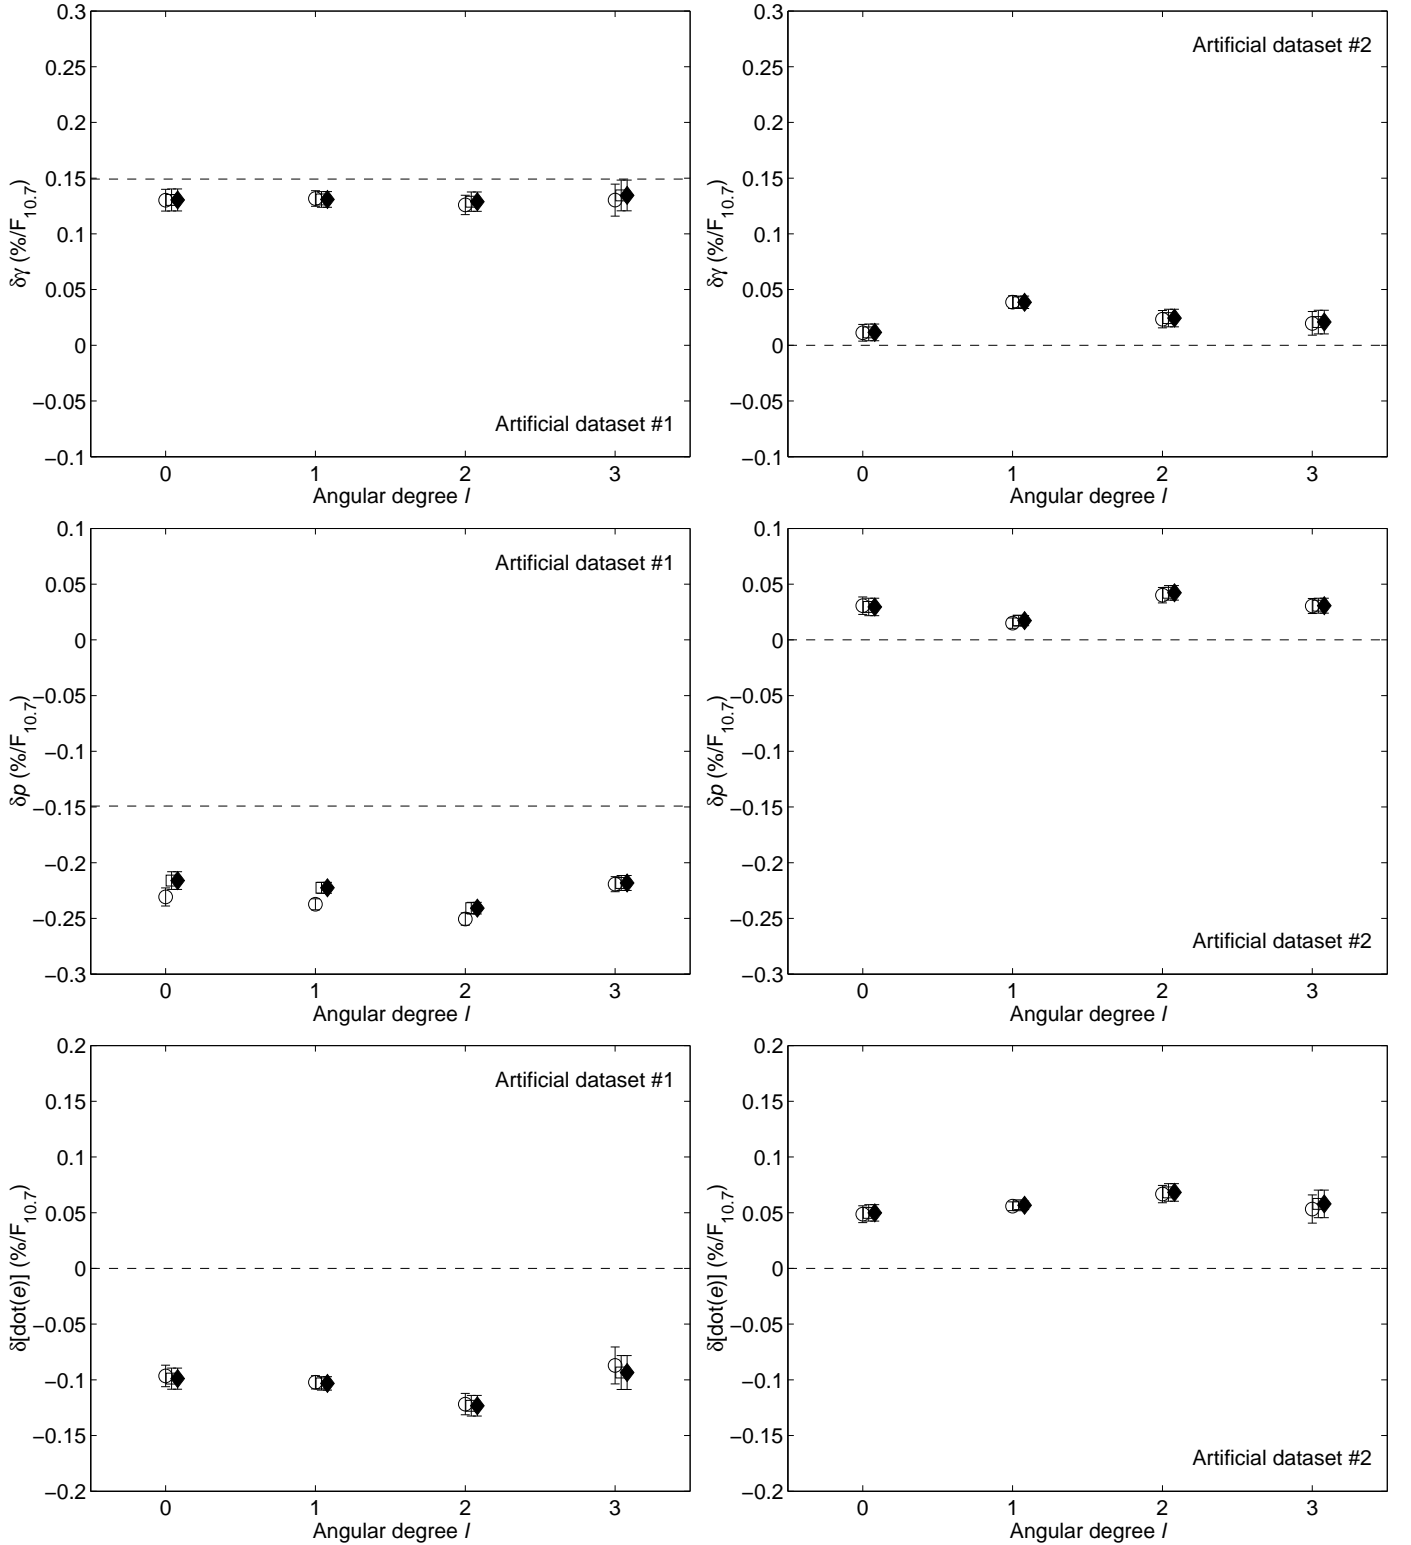 0.3
0.25
0.2
0.15
0.1
0.05
0
−0.05
−0.1
δγ (%/F10.7)
Artificial dataset #1
0 1 2 3
Angular degree l
0.3
0.25
0.2
0.15
0.1
0.05
0
−0.05
−0.1
δγ (%/F10.7)
Artificial dataset #2
0 1 2 3
Angular degree l
0.1
0.05
0
−0.05
−0.1
−0.15
−0.2
−0.25
−0.3
δp (%/F10.7)
Artificial dataset #1
0 1 2 3
Angular degree l
0.1
0.05
0
−0.05
−0.1
−0.15
−0.2
−0.25
−0.3
δp (%/F10.7)
Artificial dataset #2
0 1 2 3
Angular degree l
0.2
0.15
0.1
0.05
0
−0.05
−0.1
−0.15
−0.2
δ[dot(e)] (%/F10.7)
Artificial dataset #1
0 1 2 3
Angular degree l
0.2
0.15
0.1
0.05
0
−0.05
−0.1
−0.15
−0.2
δ[dot(e)] (%/F10.7)
Artificial dataset #2
0 1 2 3
Angular degree l